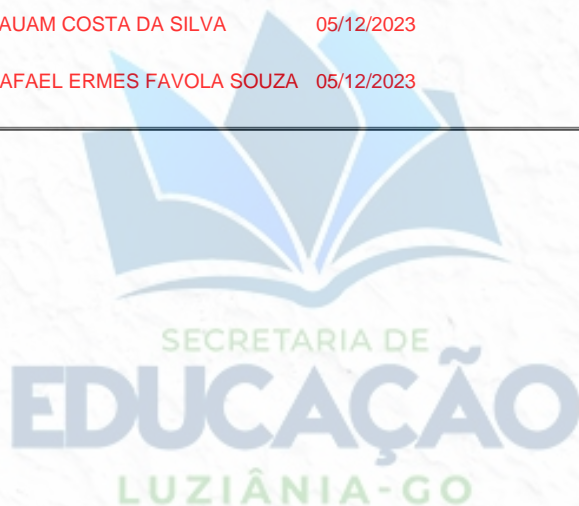 AUAM COSTA DA SILVA 05/12/2023
AFAEL ERMES FAVOLA SOUZA 05/12/2023
SECRETARIA DE
EDUCAÇÃO
LUZIÂNIA-GO